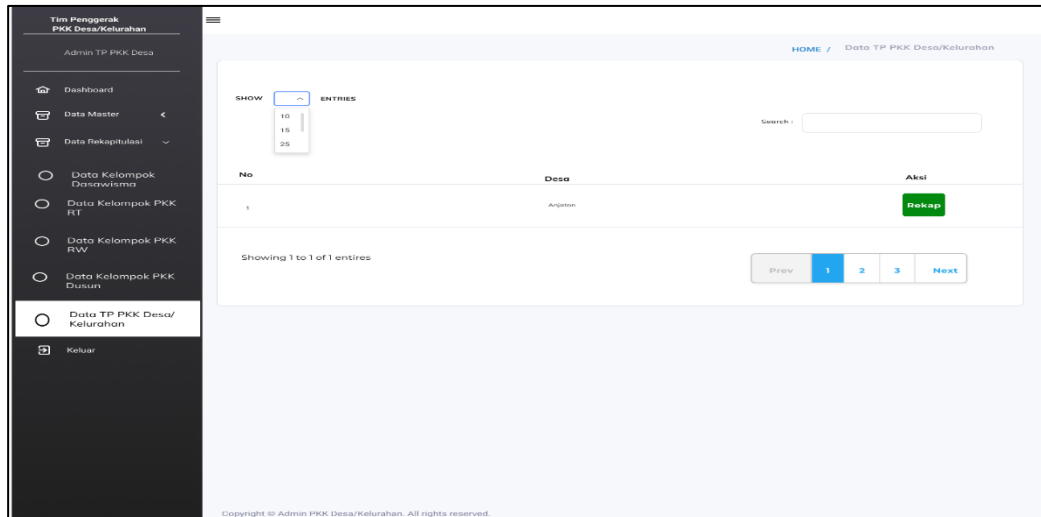 Tim Penggerak
PKK Desa/Kelurahan
Admin TP PKK Desa
Dashboard
Data Master
Data Rekapitulasi
Data Kelompok
Dasawisma
Data Kelompok PKK
RT
Data Kelompok PKK
RW
Data Kelompok PKK
Dusun
Data TP PKK Desa/
Kelurahan
Keluar
HOME / Data TP PKK Desa/Kelurahan
SHOW ENTRIES
10
15
25
Search :
No Desa Aksi
1 Anjatan Rekap
Showing 1 to 1 of 1 entires
Prev 1 2 3 Next
Copyright © Admin PKK Desa/Kelurahan. All rights reserved.